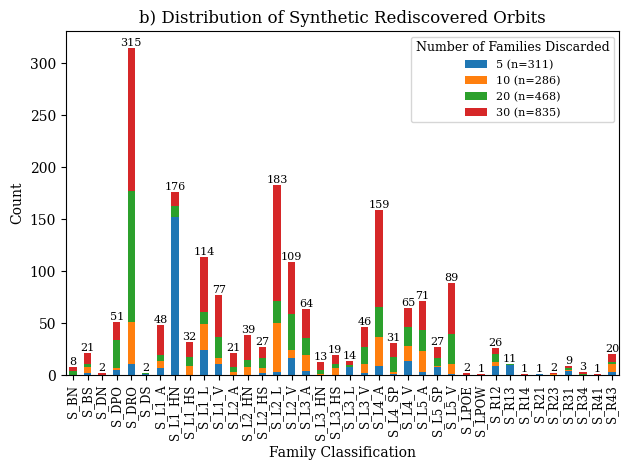 b) Distribution of Synthetic Rediscovered Orbits
Number of Families Discarded
5 (n=311)
10 (n=286)
20 (n=468)
30 (n=835)
Count
300
250
200
150
100
50
0
8
21
2
51
315
2
48
176
32
114
77
21
39
27
183
109
64
13
19
14
46
159
31
65
71
27
89
2
1
26
11
1
1
2
9
3
1
20
S_BN
S_BS
S_DN
S_DPO
S_DRO
S_DS
S_L1_A
S_L1_HN
S_L1_HS
S_L1_L
S_L1_V
S_L2_A
S_L2_HN
S_L2_HS
S_L2_L
S_L2_V
S_L3_A
S_L3_HN
S_L3_HS
S_L3_L
S_L3_V
S_L4_A
S_L4_SP
S_L4_V
S_L5_A
S_L5_SP
S_L5_V
S_LPOE
S_LPOW
S_R12
S_R13
S_R14
S_R21
S_R23
S_R31
S_R34
S_R41
S_R43
Family Classification